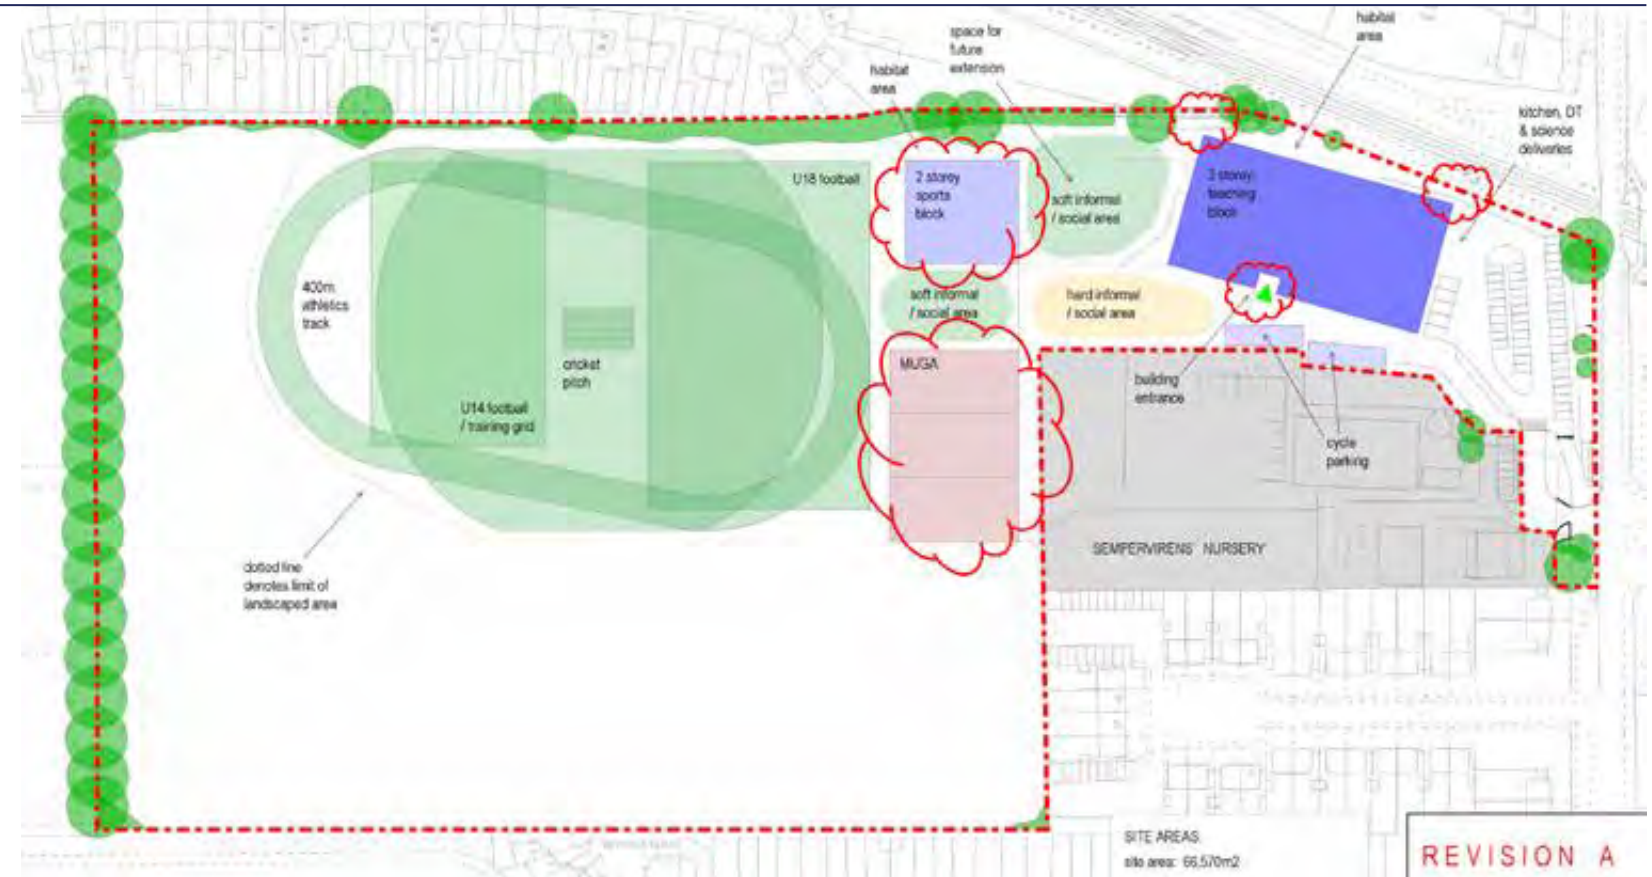 habitat
area
space for
future
extension
habitat
area
kitchen, DT
& science
deliveries
U18 football
2 storey
sports
block
soft informal
/ social area
3 storey
teaching
block
400m
athletics
track
soft informal
/ social area
hard informal
/ social area
cricket
pitch
MUGA
building
entrance
U14 football
/ training grid
cycle
parking
dotted line
denotes limit of
landscaped area
SEMPERVIRENS NURSERY
SITE AREAS
site area: 66,570m2
REVISION A